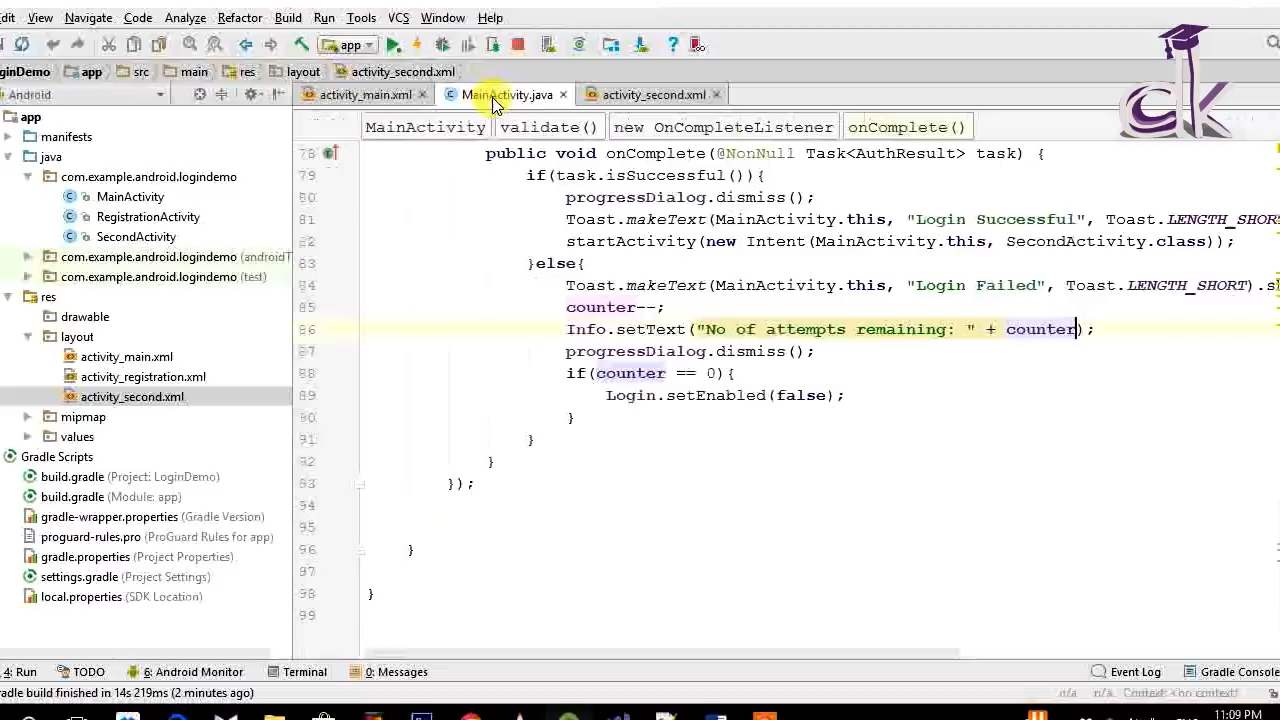 View Navigate Code Analyze Refactor Build Run Tools VCS Window Help
app
app src main res layout activity_second.xml
Android activity_main.xml MainActivity.java activity_second.xml
MainActivity validate() new OnCompleteListener onComplete()
app
manifests
java
com.example.android.logindemo
MainActivity
RegistrationActivity
SecondActivity
com.example.android.logindemo
com.example.android.logindemo (test)
res
drawable
layout
activity_main.xml
activity_registration.xml
activity_second.xml
mipmap
values
Gradle Scripts
build.gradle (Project: LoginDemo)
build.gradle (Module: app)
gradle-wrapper.properties (Gradle Version)
proguard-rules.pro (ProGuard Rules for app)
gradle.properties (Project Properties)
settings.gradle (Project Settings)
local.properties (SDK Location)
78 public void onComplete(@NonNull Task<AuthResult> task) {
79 if(task.isSuccessful()){
80 progressDialog.dismiss();
81 Toast.makeText(MainActivity.this, "Login Successful", Toast.LENGTH_SHOR
82 startActivity(new Intent(MainActivity.this, SecondActivity.class));
83 }else{
84 Toast.makeText(MainActivity.this, "Login Failed", Toast.LENGTH_SHORT).s
85 counter--;
86 Info.setText("No of attempts remaining: " + counter);
87 progressDialog.dismiss();
88 if(counter == 0){
89 Login.setEnabled(false);
90 }
91 }
92 }
93 });
94
95
96 }
97
98 }
99
4: Run TODO 6: Android Monitor Terminal 0: Messages Event Log Gradle Console
radle build finished in 14s 219ms (2 minutes ago) n/a n/a Context: <no context>
11:09 PM